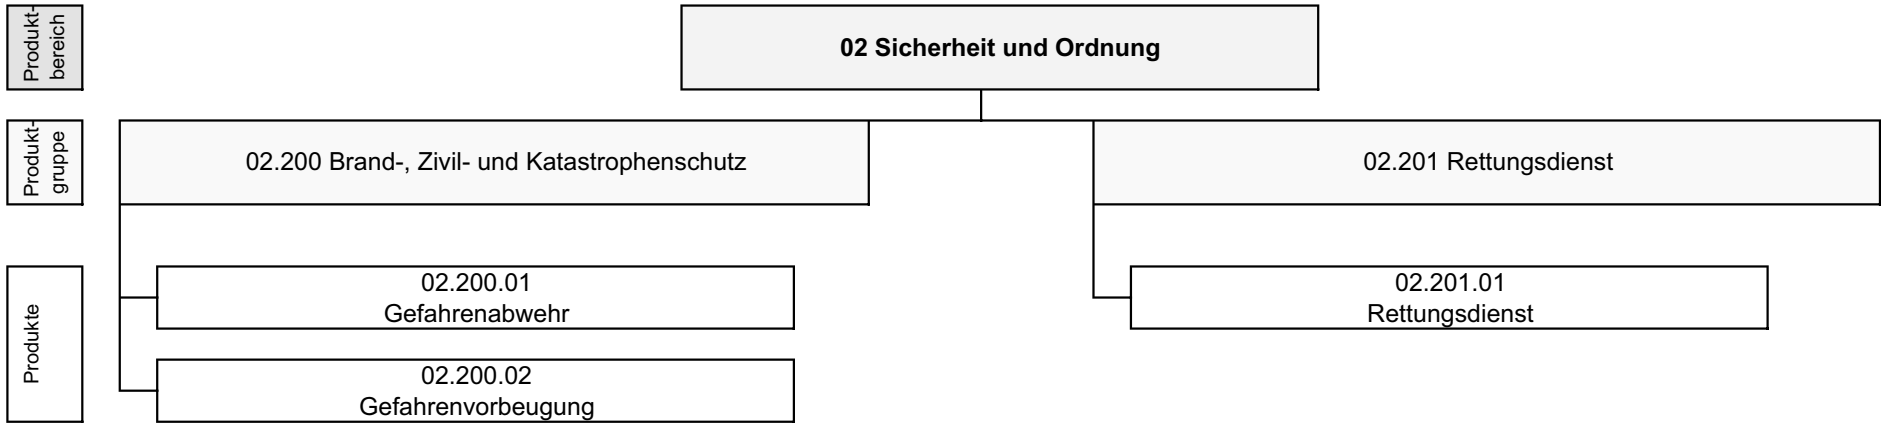 Produkt-
bereich
02 Sicherheit und Ordnung
Produkt-
gruppe
02.200 Brand-, Zivil- und Katastrophenschutz
02.201 Rettungsdienst
Produkte
02.200.01
Gefahrenabwehr
02.201.01
Rettungsdienst
02.200.02
Gefahrenvorbeugung